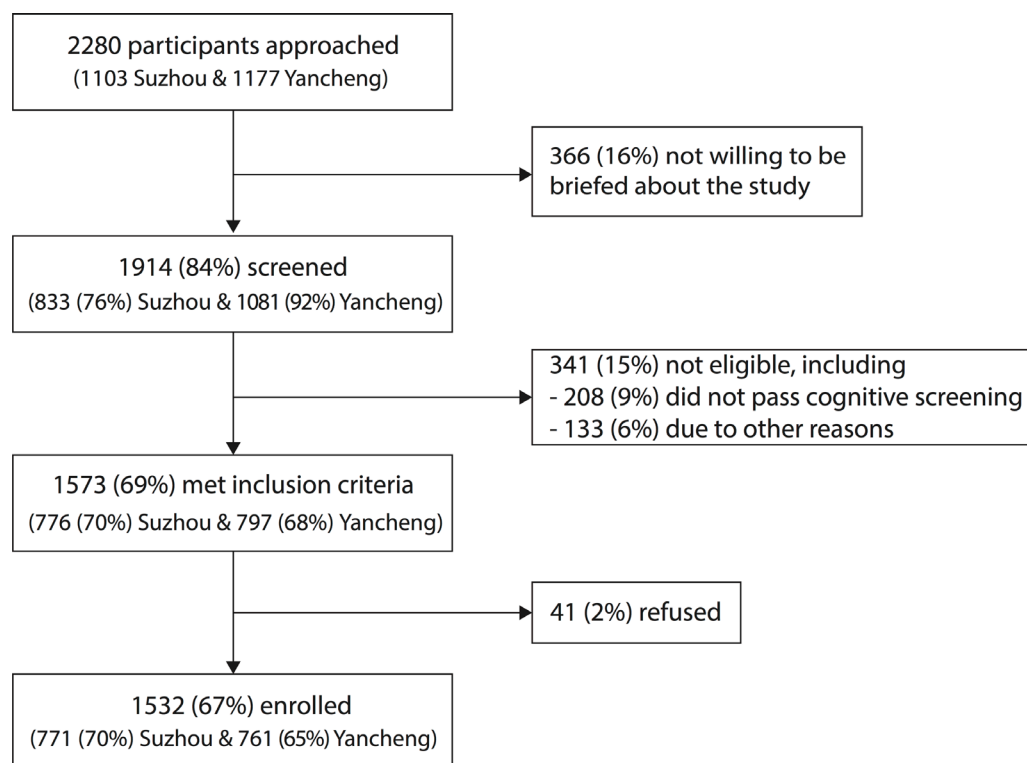 2280 participants approached
(1103 Suzhou & 1177 Yancheng)
366 (16%) not willing to be
briefed about the study
1914 (84%) screened
(833 (76%) Suzhou & 1081 (92%) Yancheng)
341 (15%) not eligible, including
- 208 (9%) did not pass cognitive screening
- 133 (6%) due to other reasons
1573 (69%) met inclusion criteria
(776 (70%) Suzhou & 797 (68%) Yancheng)
41 (2%) refused
1532 (67%) enrolled
(771 (70%) Suzhou & 761 (65%) Yancheng)